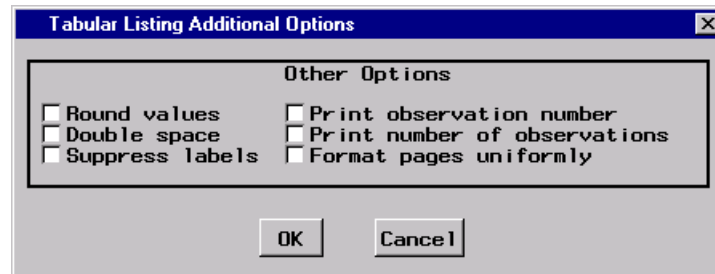 Tabular Listing Additional Options
Other Options
Round values Print observation number
Double space Print number of observations
Suppress labels Format pages uniformly
OK Cancel